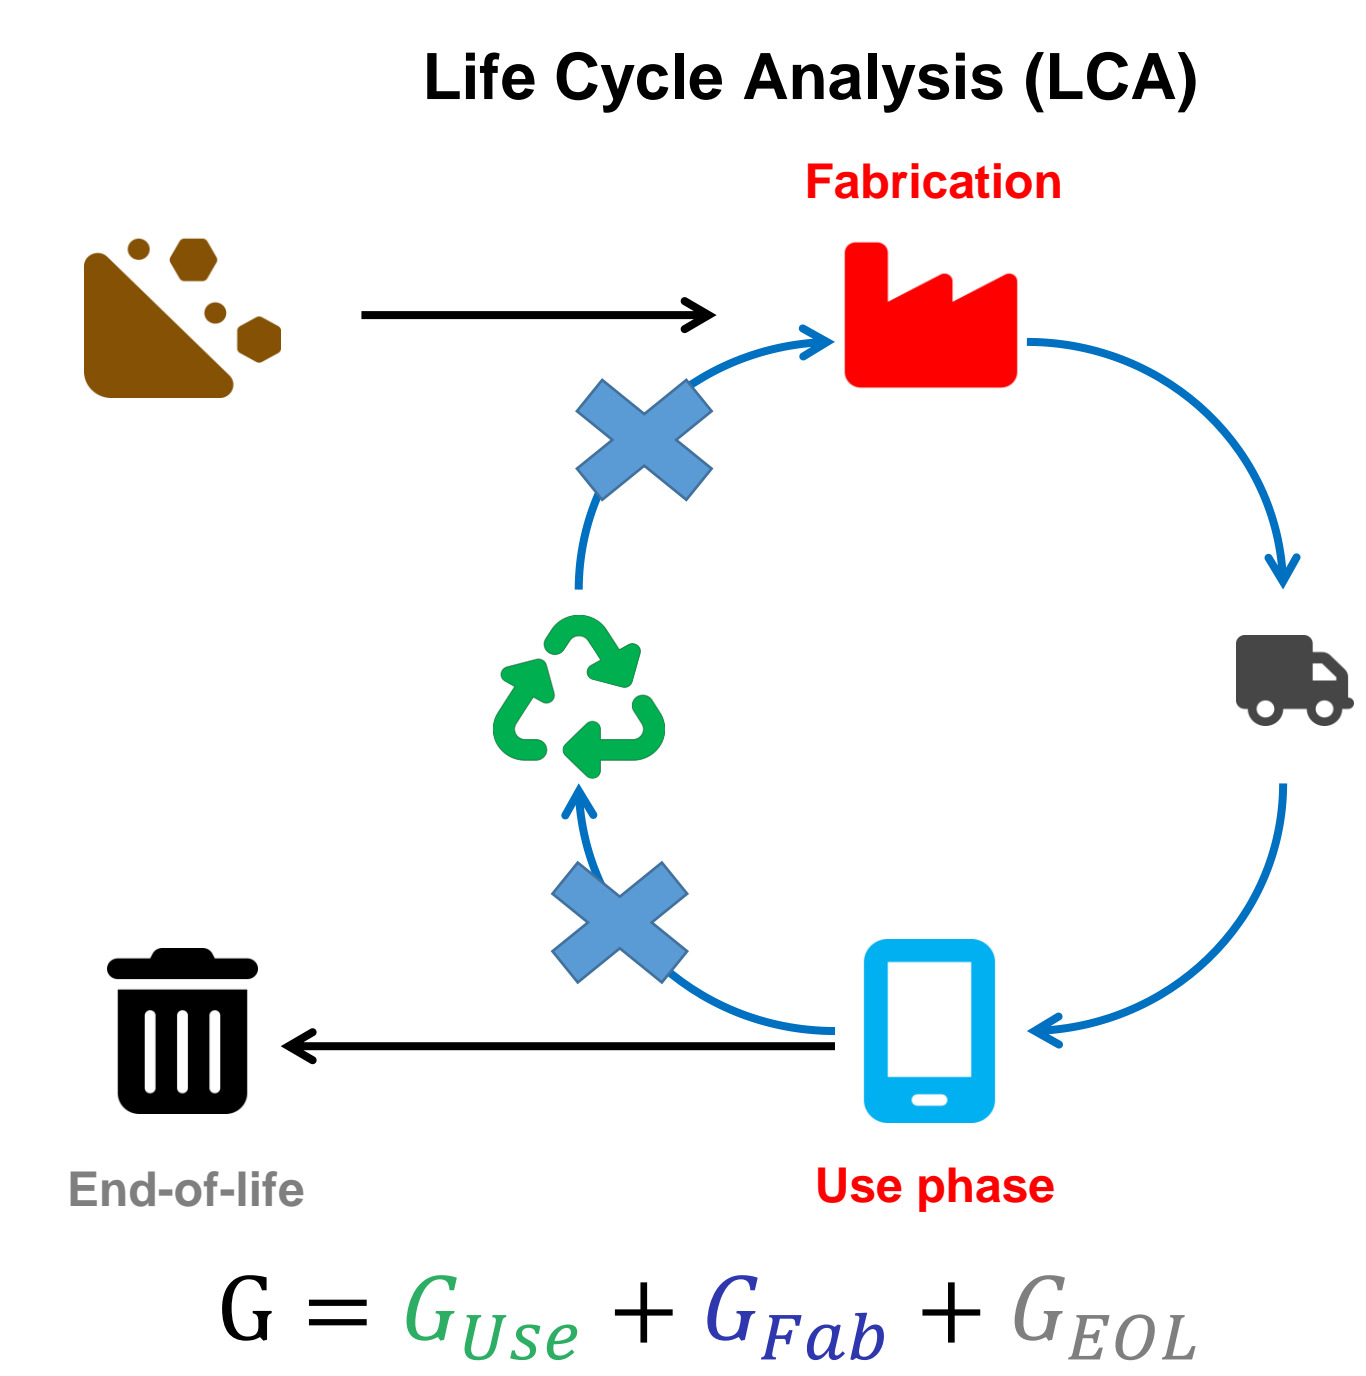 Life Cycle Analysis (LCA)
Fabrication
End-of-life
Use phase
G = G_Use + G_Fab + G_EOL